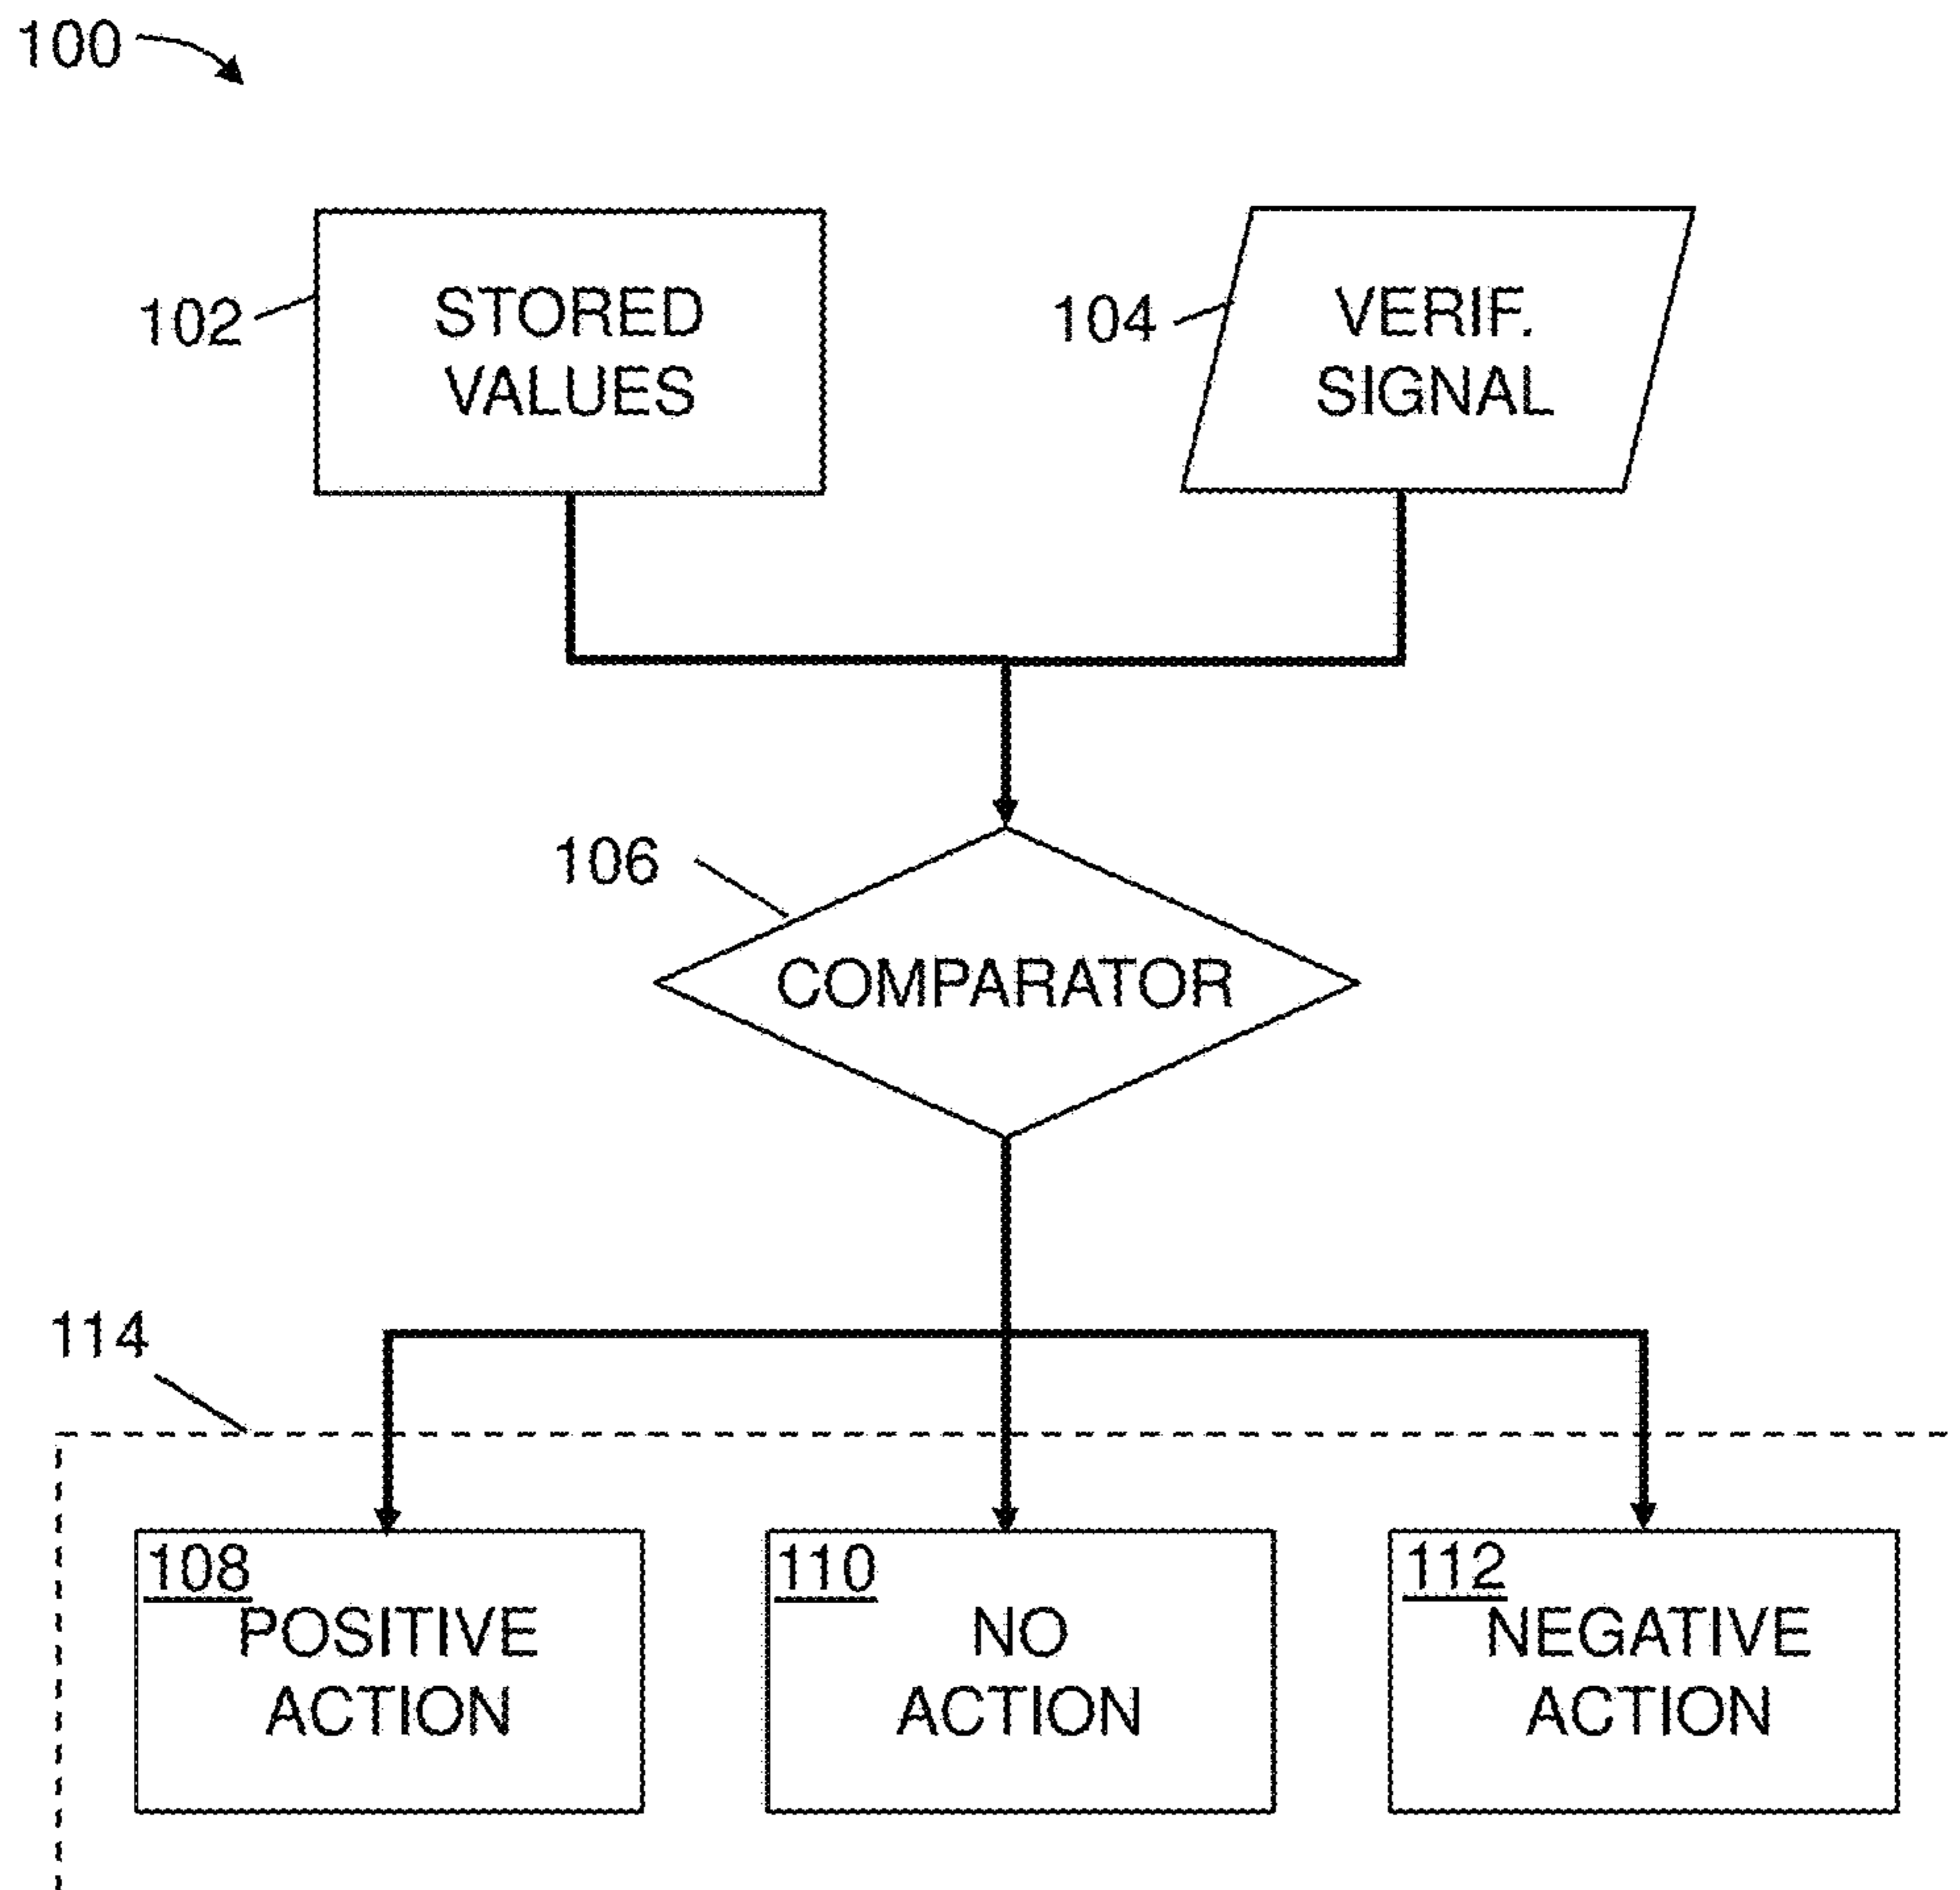 100
102
STORED
VALUES
104
VERIF.
SIGNAL
106
COMPARATOR
114
108
POSITIVE
ACTION
110
NO
ACTION
112
NEGATIVE
ACTION